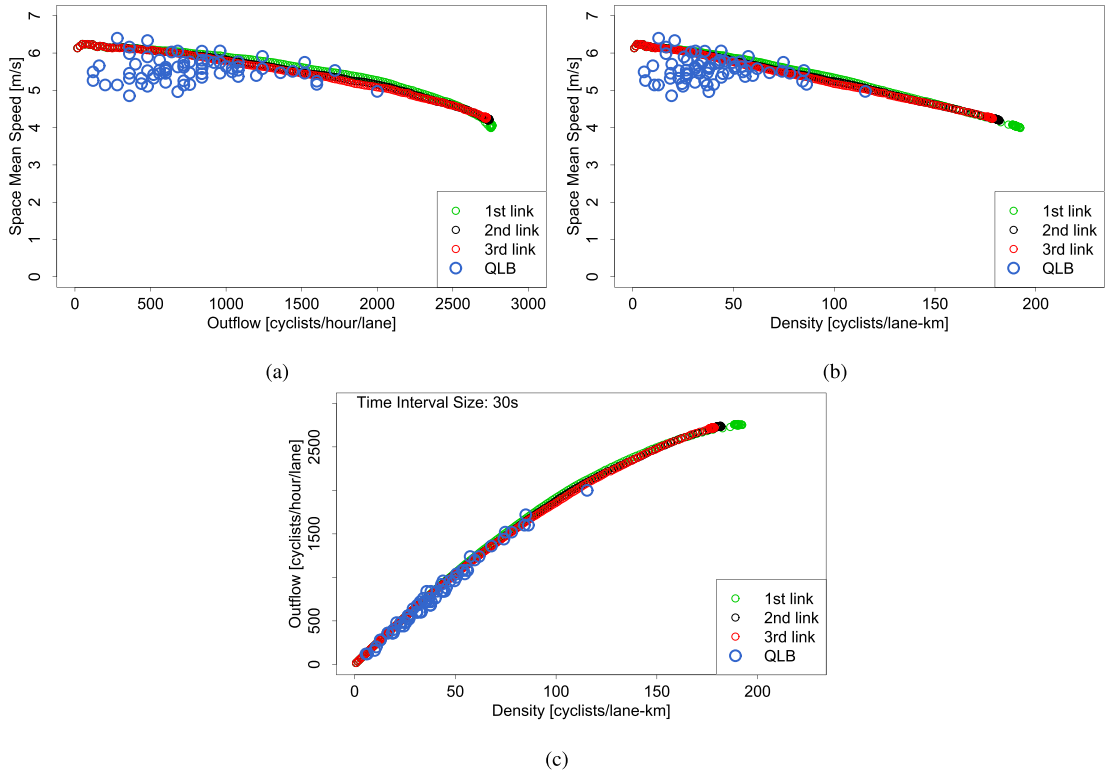 7
6
5
4
3
2
1
0
Space Mean Speed [m/s]
0 500 1000 1500 2000 2500 3000
Outflow [cyclists/hour/lane]
1st link
2nd link
3rd link
QLB
(a)
7
6
5
4
3
2
1
0
Space Mean Speed [m/s]
0 50 100 150 200
Density [cyclists/lane-km]
1st link
2nd link
3rd link
QLB
(b)
Time Interval Size: 30s
2500
1500
500
0
Outflow [cyclists/hour/lane]
0 50 100 150 200
Density [cyclists/lane-km]
1st link
2nd link
3rd link
QLB
(c)